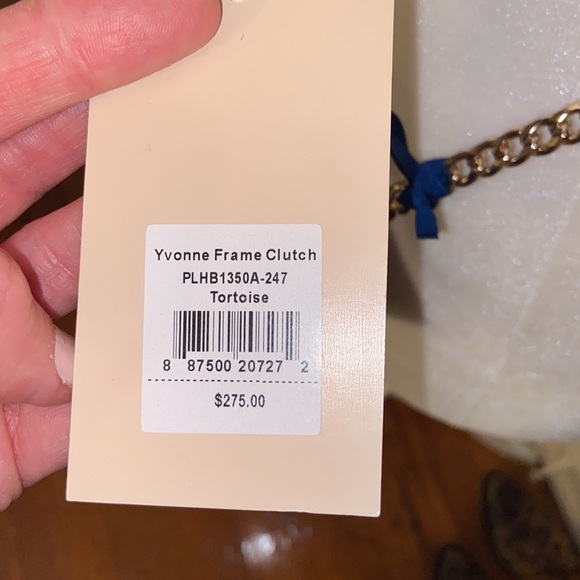 Yvonne Frame Clutch
PLHB1350A-247
Tortoise
8 87500 20727 2
$275.00